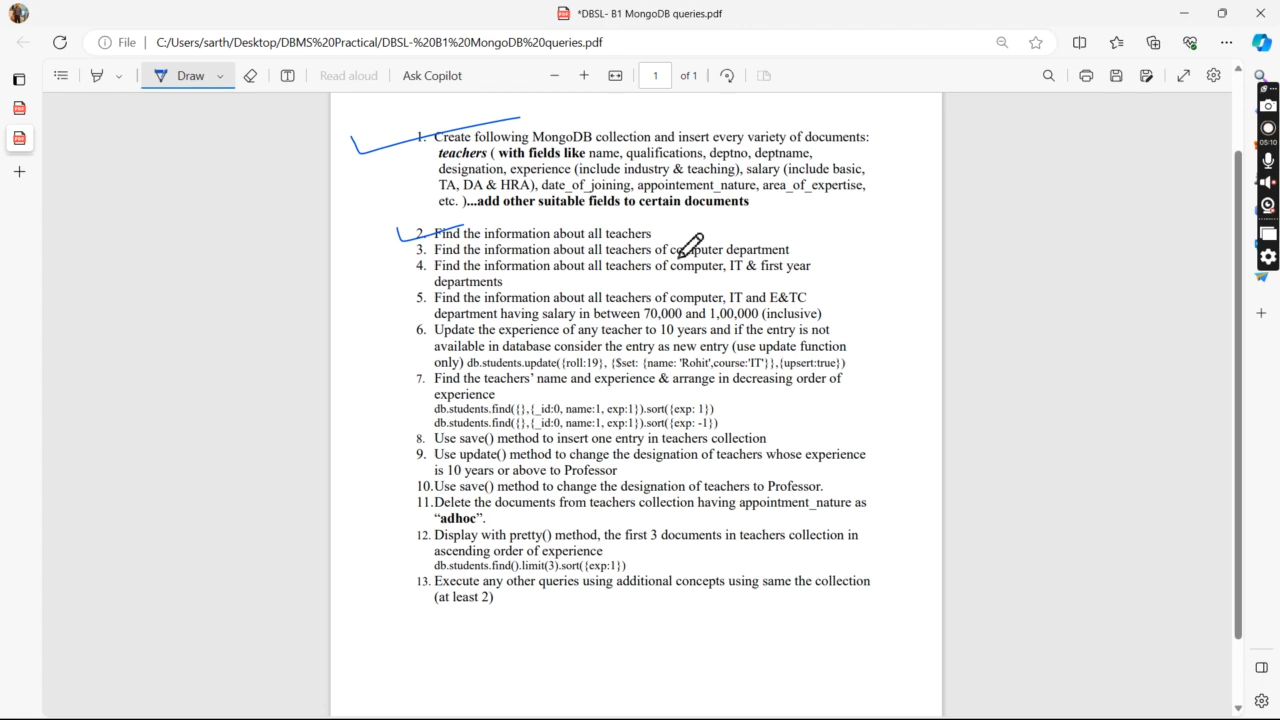 *DBSL- B1 MongoDB queries.pdf
File
C:/Users/sarth/Desktop/DBMS%20Practical/DBSL-%20B1%20MongoDB%20queries.pdf
Draw
Read aloud
Ask Copilot
1 of 1
05:10
1. Create following MongoDB collection and insert every variety of documents:
teachers ( with fields like name, qualifications, deptno, deptname,
designation, experience (include industry & teaching), salary (include basic,
TA, DA & HRA), date_of_joining, appointement_nature, area_of_expertise,
etc. )...add other suitable fields to certain documents
2. Find the information about all teachers
3. Find the information about all teachers of computer department
4. Find the information about all teachers of computer, IT & first year
departments
5. Find the information about all teachers of computer, IT and E&TC
department having salary in between 70,000 and 1,00,000 (inclusive)
6. Update the experience of any teacher to 10 years and if the entry is not
available in database consider the entry as new entry (use update function
only) db.students.update({roll:19}, {$set: {name: 'Rohit',course:'IT'}},{upsert:true})
7. Find the teachers' name and experience & arrange in decreasing order of
experience
db.students.find({},{_id:0, name:1, exp:1}).sort({exp: 1})
db.students.find({},{_id:0, name:1, exp:1}).sort({exp: -1})
8. Use save() method to insert one entry in teachers collection
9. Use update() method to change the designation of teachers whose experience
is 10 years or above to Professor
10.Use save() method to change the designation of teachers to Professor.
11.Delete the documents from teachers collection having appointment_nature as
“adhoc”.
12. Display with pretty() method, the first 3 documents in teachers collection in
ascending order of experience
db.students.find().limit(3).sort({exp:1})
13. Execute any other queries using additional concepts using same the collection
(at least 2)